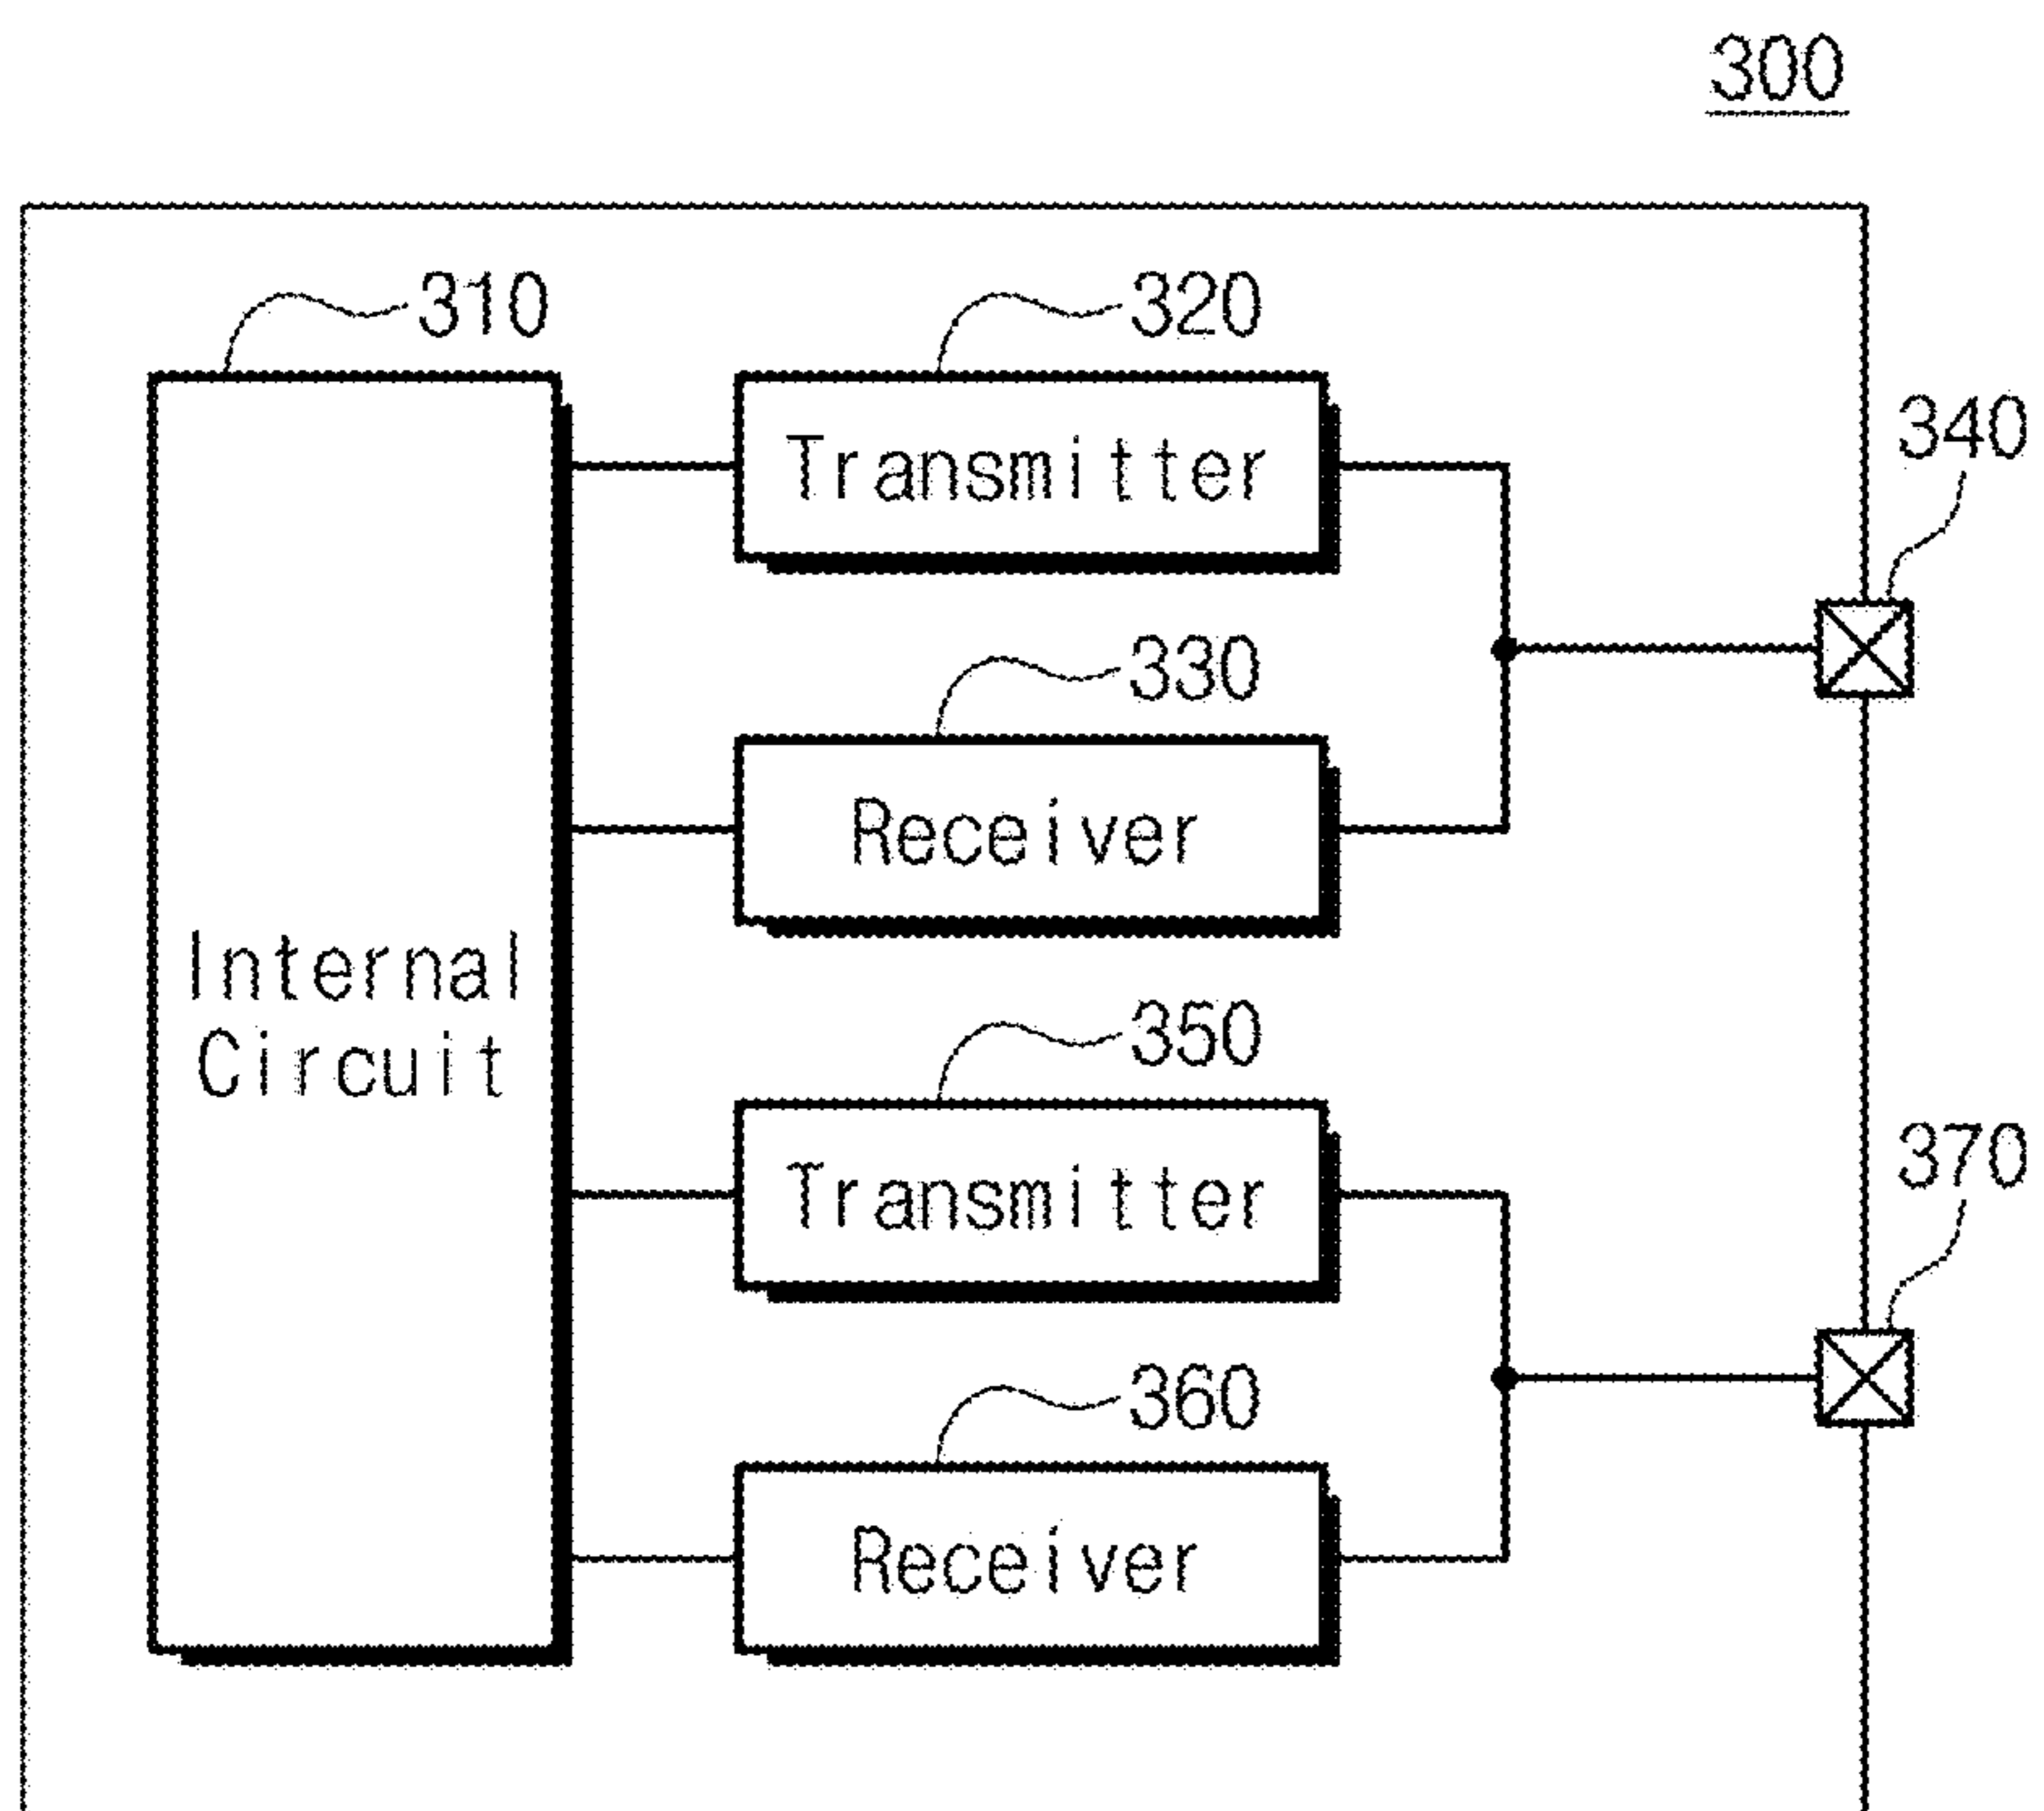 300
310
320
Transmitter
340
330
Receiver
Internal
Circuit
350
Transmitter
370
360
Receiver